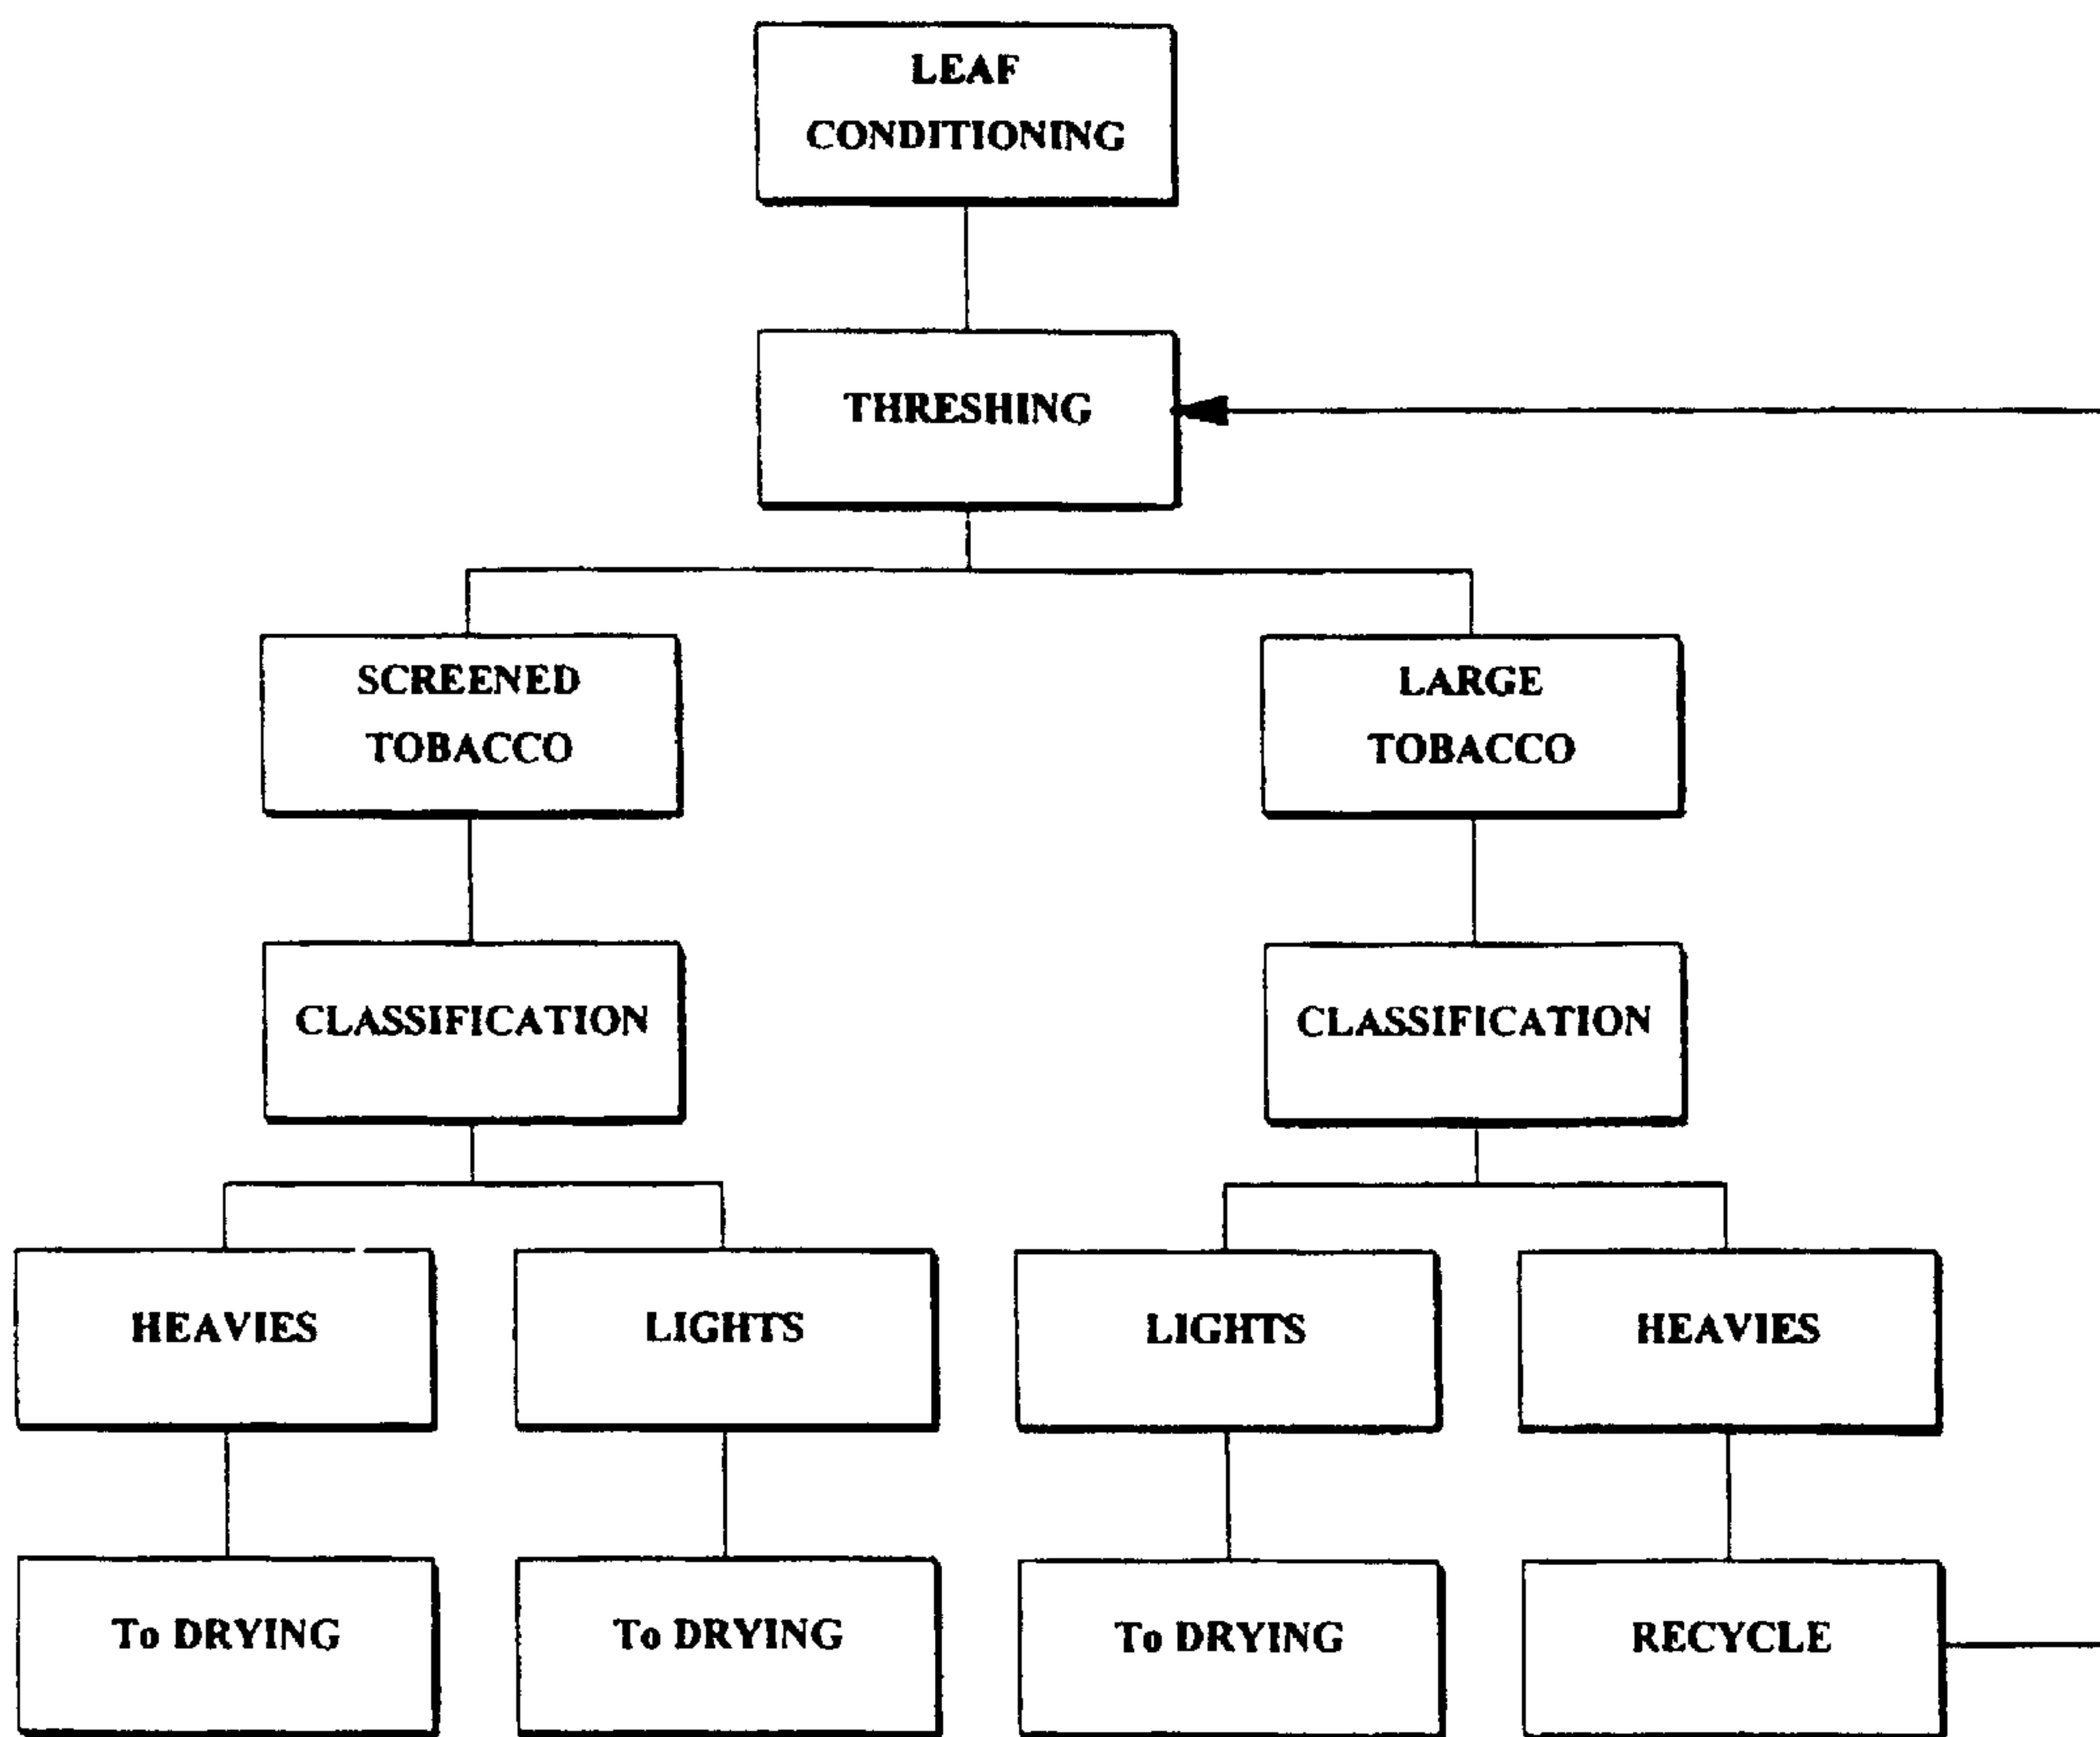 LEAF
CONDITIONING
THRESHING
SCREENED
TOBACCO
LARGE
TOBACCO
CLASSIFICATION
CLASSIFICATION
HEAVIES
LIGHTS
LIGHTS
HEAVIES
To DRYING
To DRYING
To DRYING
RECYCLE